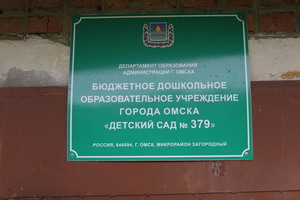 ДЕПАРТАМЕНТ ОБРАЗОВАНИЯ
АДМИНИСТРАЦИИ Г. ОМСКА
БЮДЖЕТНОЕ ДОШКОЛЬНОЕ
ОБРАЗОВАТЕЛЬНОЕ УЧРЕЖДЕНИЕ
ГОРОДА ОМСКА
«ДЕТСКИЙ САД № 379»
РОССИЯ, 644094, Г. ОМСК, МИКРОРАЙОН ЗАГОРОДНЫЙ